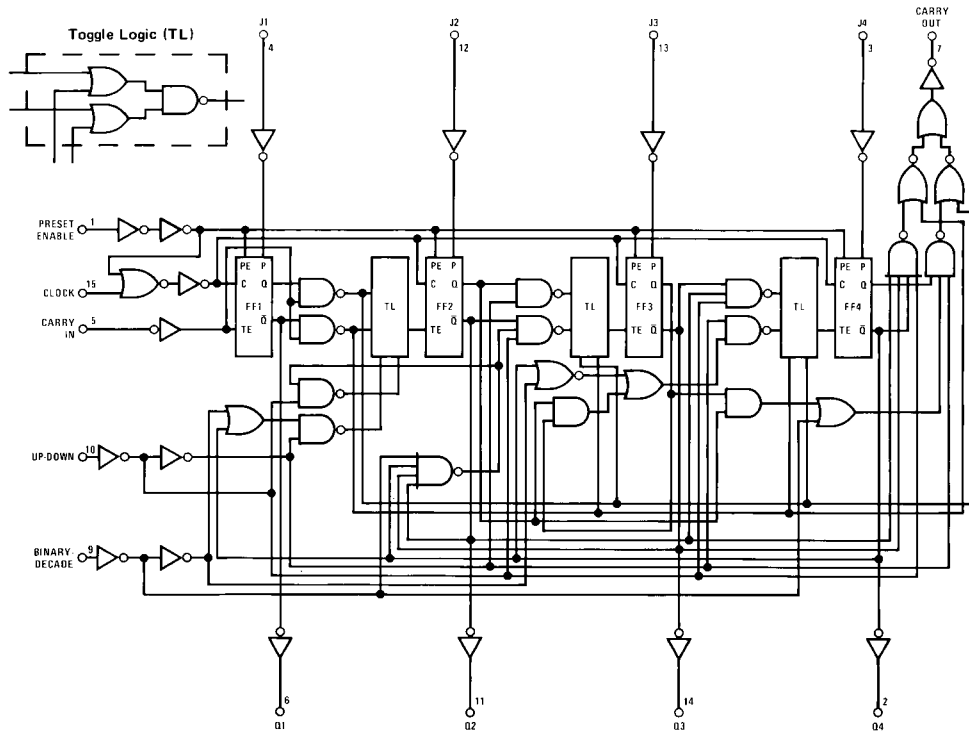 Toggle Logic (TL)
J1
4
J2
12
J3
13
J4
3
CARRY
OUT
7
PRESET
ENABLE
1
CLOCK
15
CARRY
IN
5
UP-DOWN
10
BINARY-
DECADE
9
PE P
C Q
FF1
TE Q̅
TL
PE P
C Q
FF2
TE Q̅
TL
PE P
C Q
FF3
TE Q̅
TL
PE P
C Q
FF4
TE Q̅
6
Q1
11
Q2
14
Q3
2
Q4